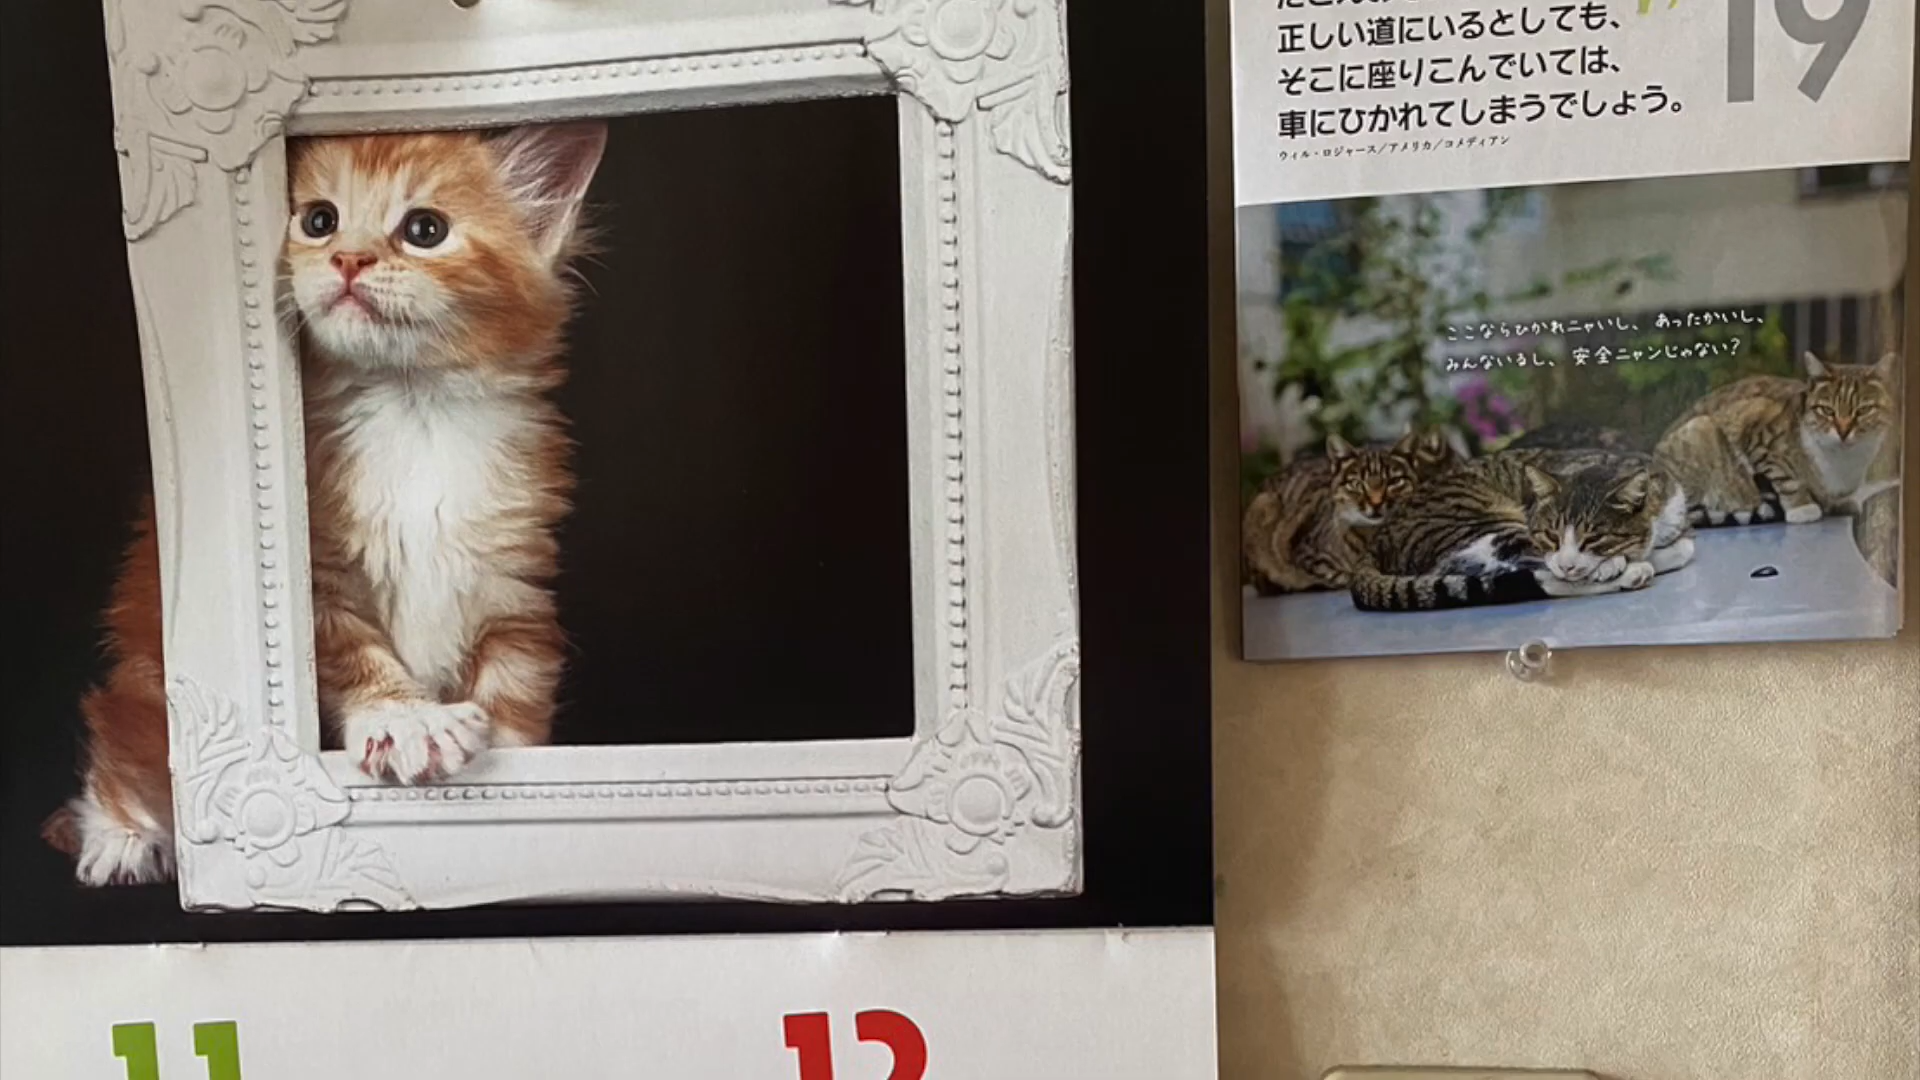 正しい道にいるとしても、
そこに座りこんでいては、
車にひかれてしまうでしょう。
ウィル・ロジャース／アメリカ／コメディアン
19
ここならひかれニャいし、あったかいし、
みんないるし、安全ニャンじゃない?
11
12